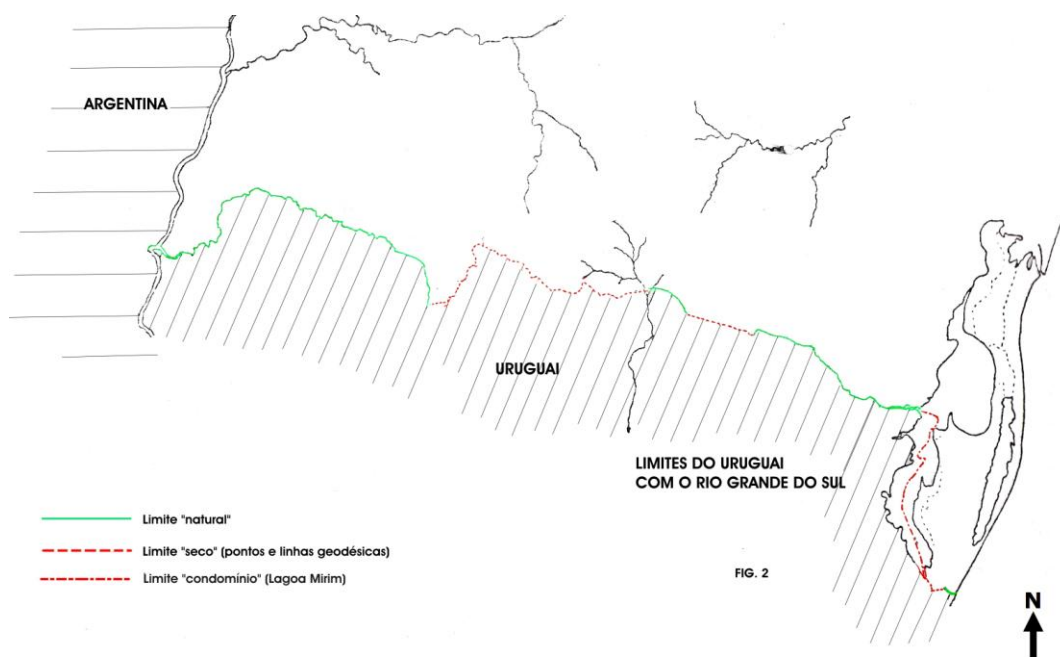 ARGENTINA
URUGUAI
LIMITES DO URUGUAI
COM O RIO GRANDE DO SUL
Limite "natural"
Limite "seco" (pontos e linhas geodésicas)
Limite "condomínio" (Lagoa Mirim)
FIG. 2
N